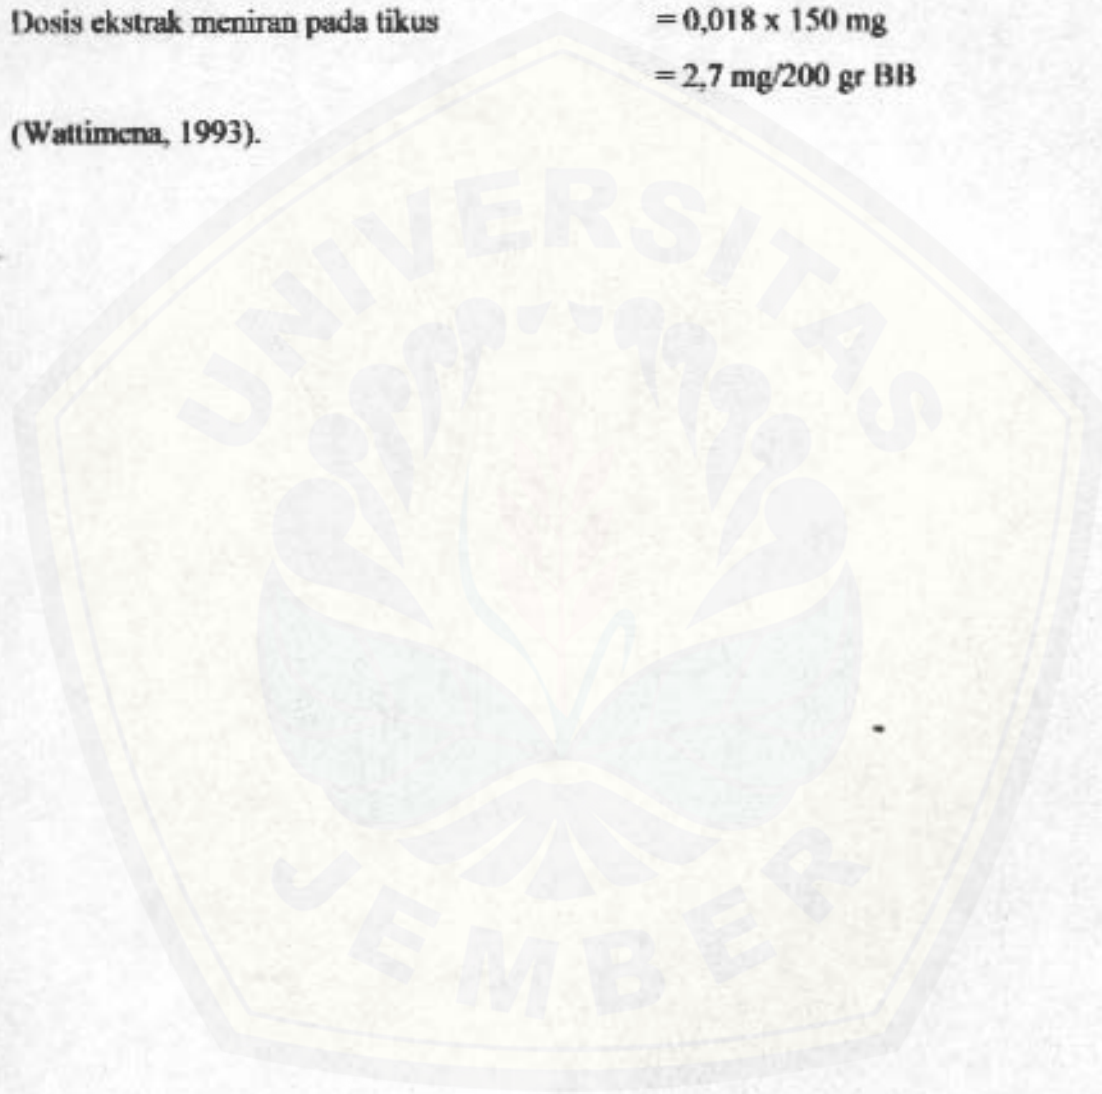 Dosis ekstrak meniran pada tikus = 0,018 x 150 mg
= 2,7 mg/200 gr BB
(Wattimena, 1993).
UNIVERSITAS
JEMBER